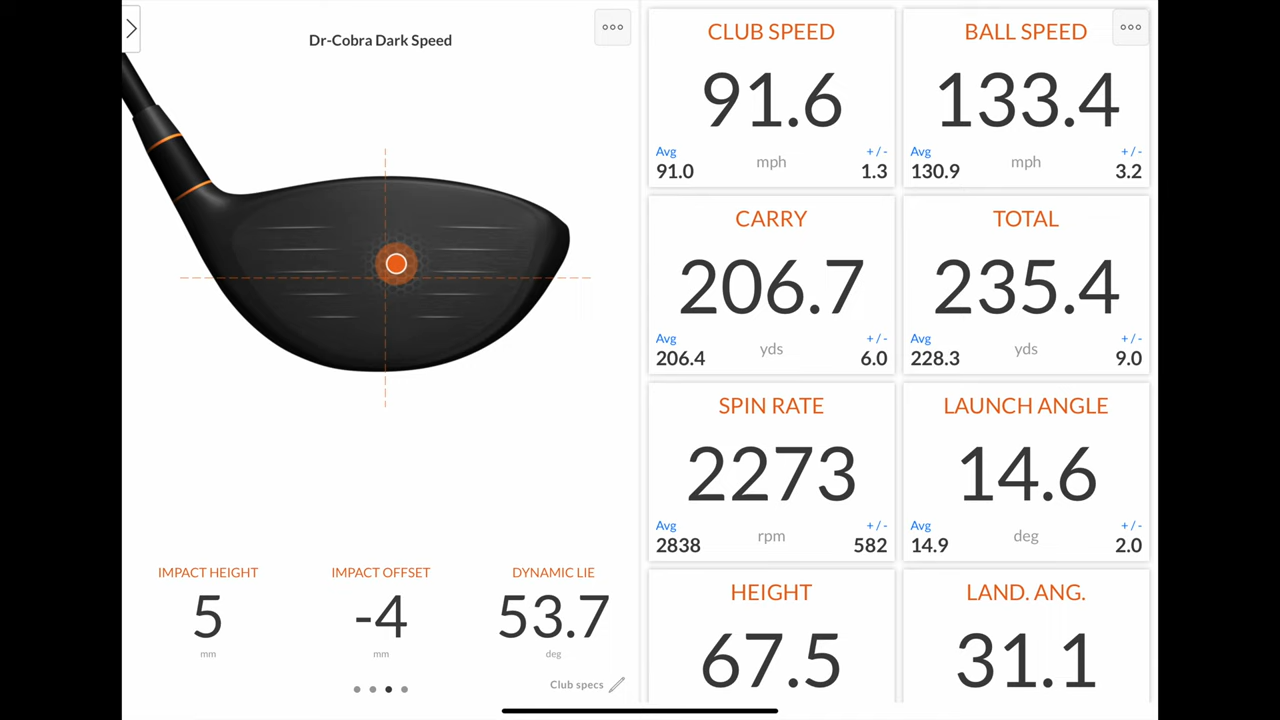 Dr-Cobra Dark Speed
IMPACT HEIGHT
5
mm
IMPACT OFFSET
-4
mm
DYNAMIC LIE
53.7
deg
Club specs
CLUB SPEED
91.6
mph
Avg
91.0
+ / -
1.3
BALL SPEED
133.4
mph
Avg
130.9
+ / -
3.2
CARRY
206.7
yds
Avg
206.4
+ / -
6.0
TOTAL
235.4
yds
Avg
228.3
+ / -
9.0
SPIN RATE
2273
rpm
Avg
2838
+ / -
582
LAUNCH ANGLE
14.6
deg
Avg
14.9
+ / -
2.0
HEIGHT
67.5
LAND. ANG.
31.1